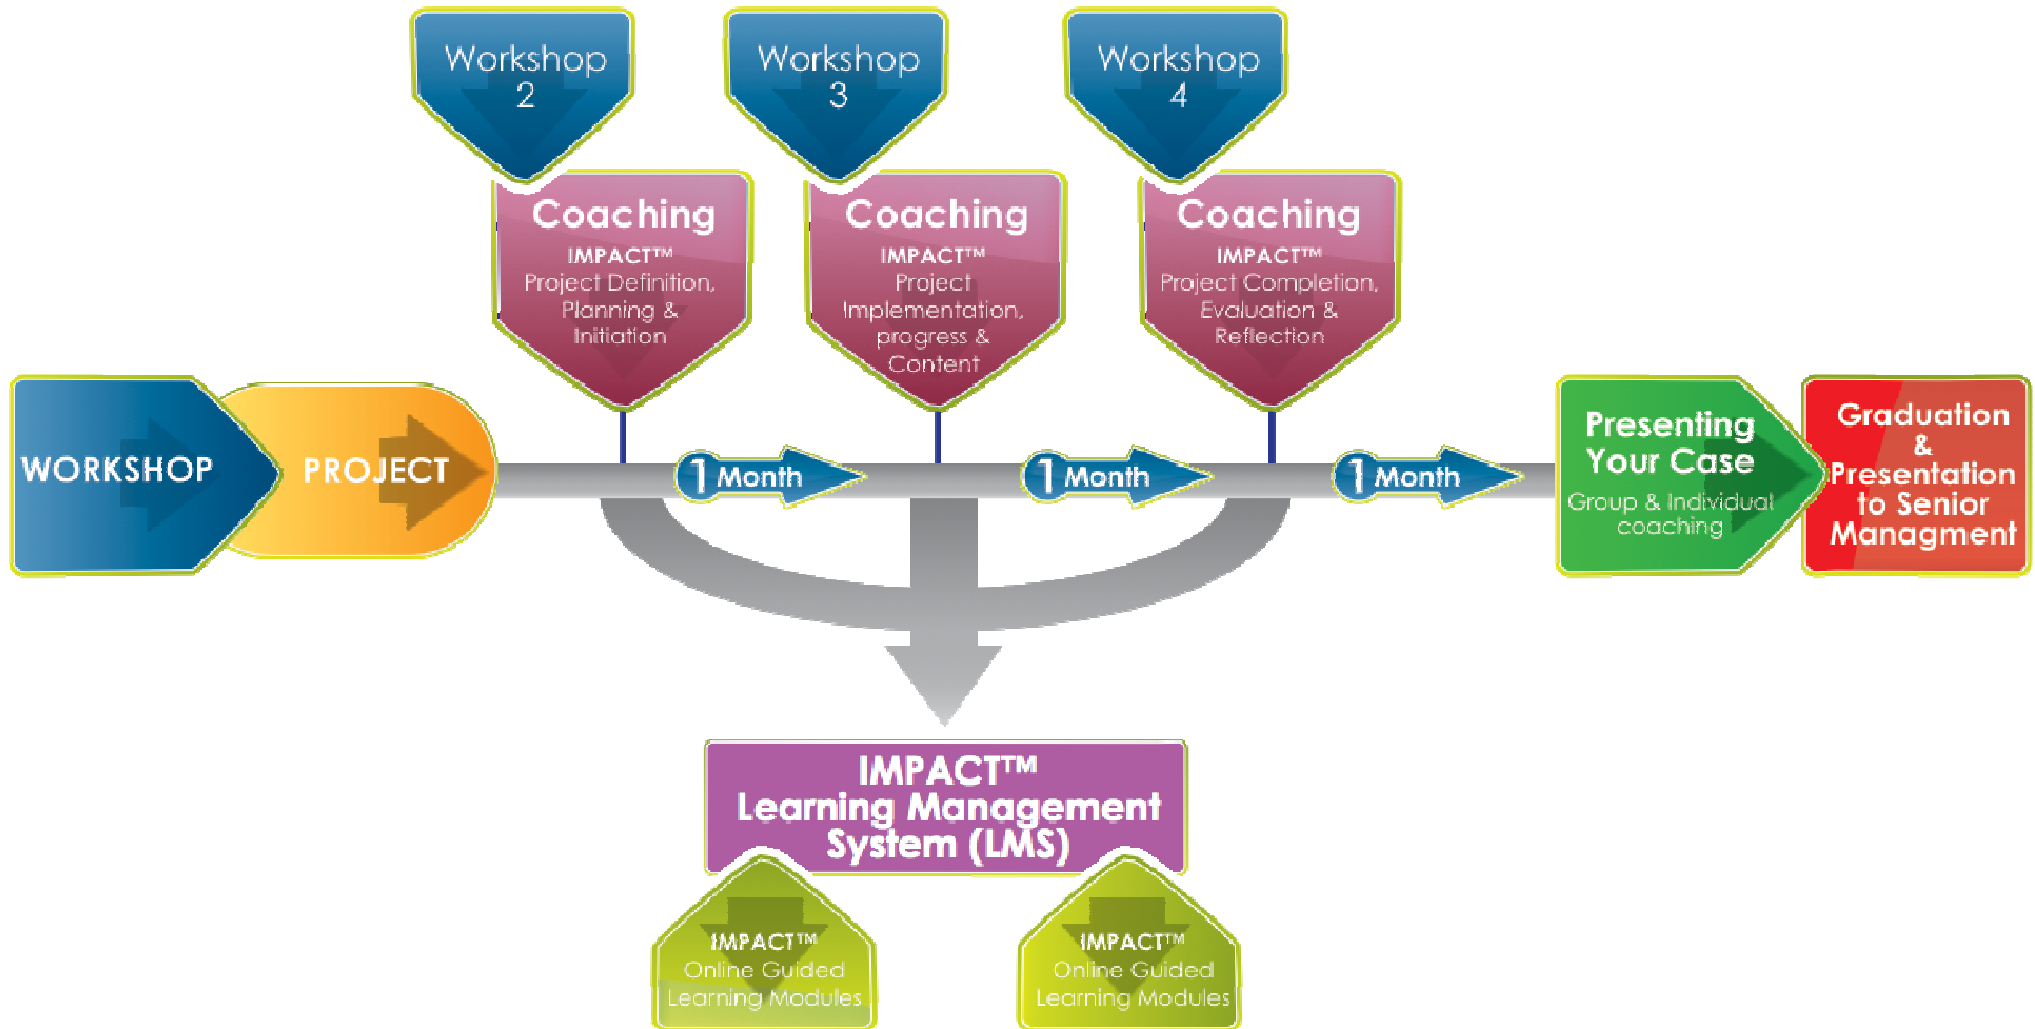 Workshop
2
Workshop
3
Workshop
4
Coaching
IMPACT™
Project Definition,
Planning &
Initiation
Coaching
IMPACT™
Project
Implementation,
progress &
Content
Coaching
IMPACT™
Project Completion,
Evaluation &
Reflection
WORKSHOP
PROJECT
1 Month
1 Month
1 Month
Presenting
Your Case
Group & Individual
coaching
Graduation
&
Presentation
to Senior
Managment
IMPACT™
Learning Management
System (LMS)
IMPACT™
Online Guided
Learning Modules
IMPACT™
Online Guided
Learning Modules